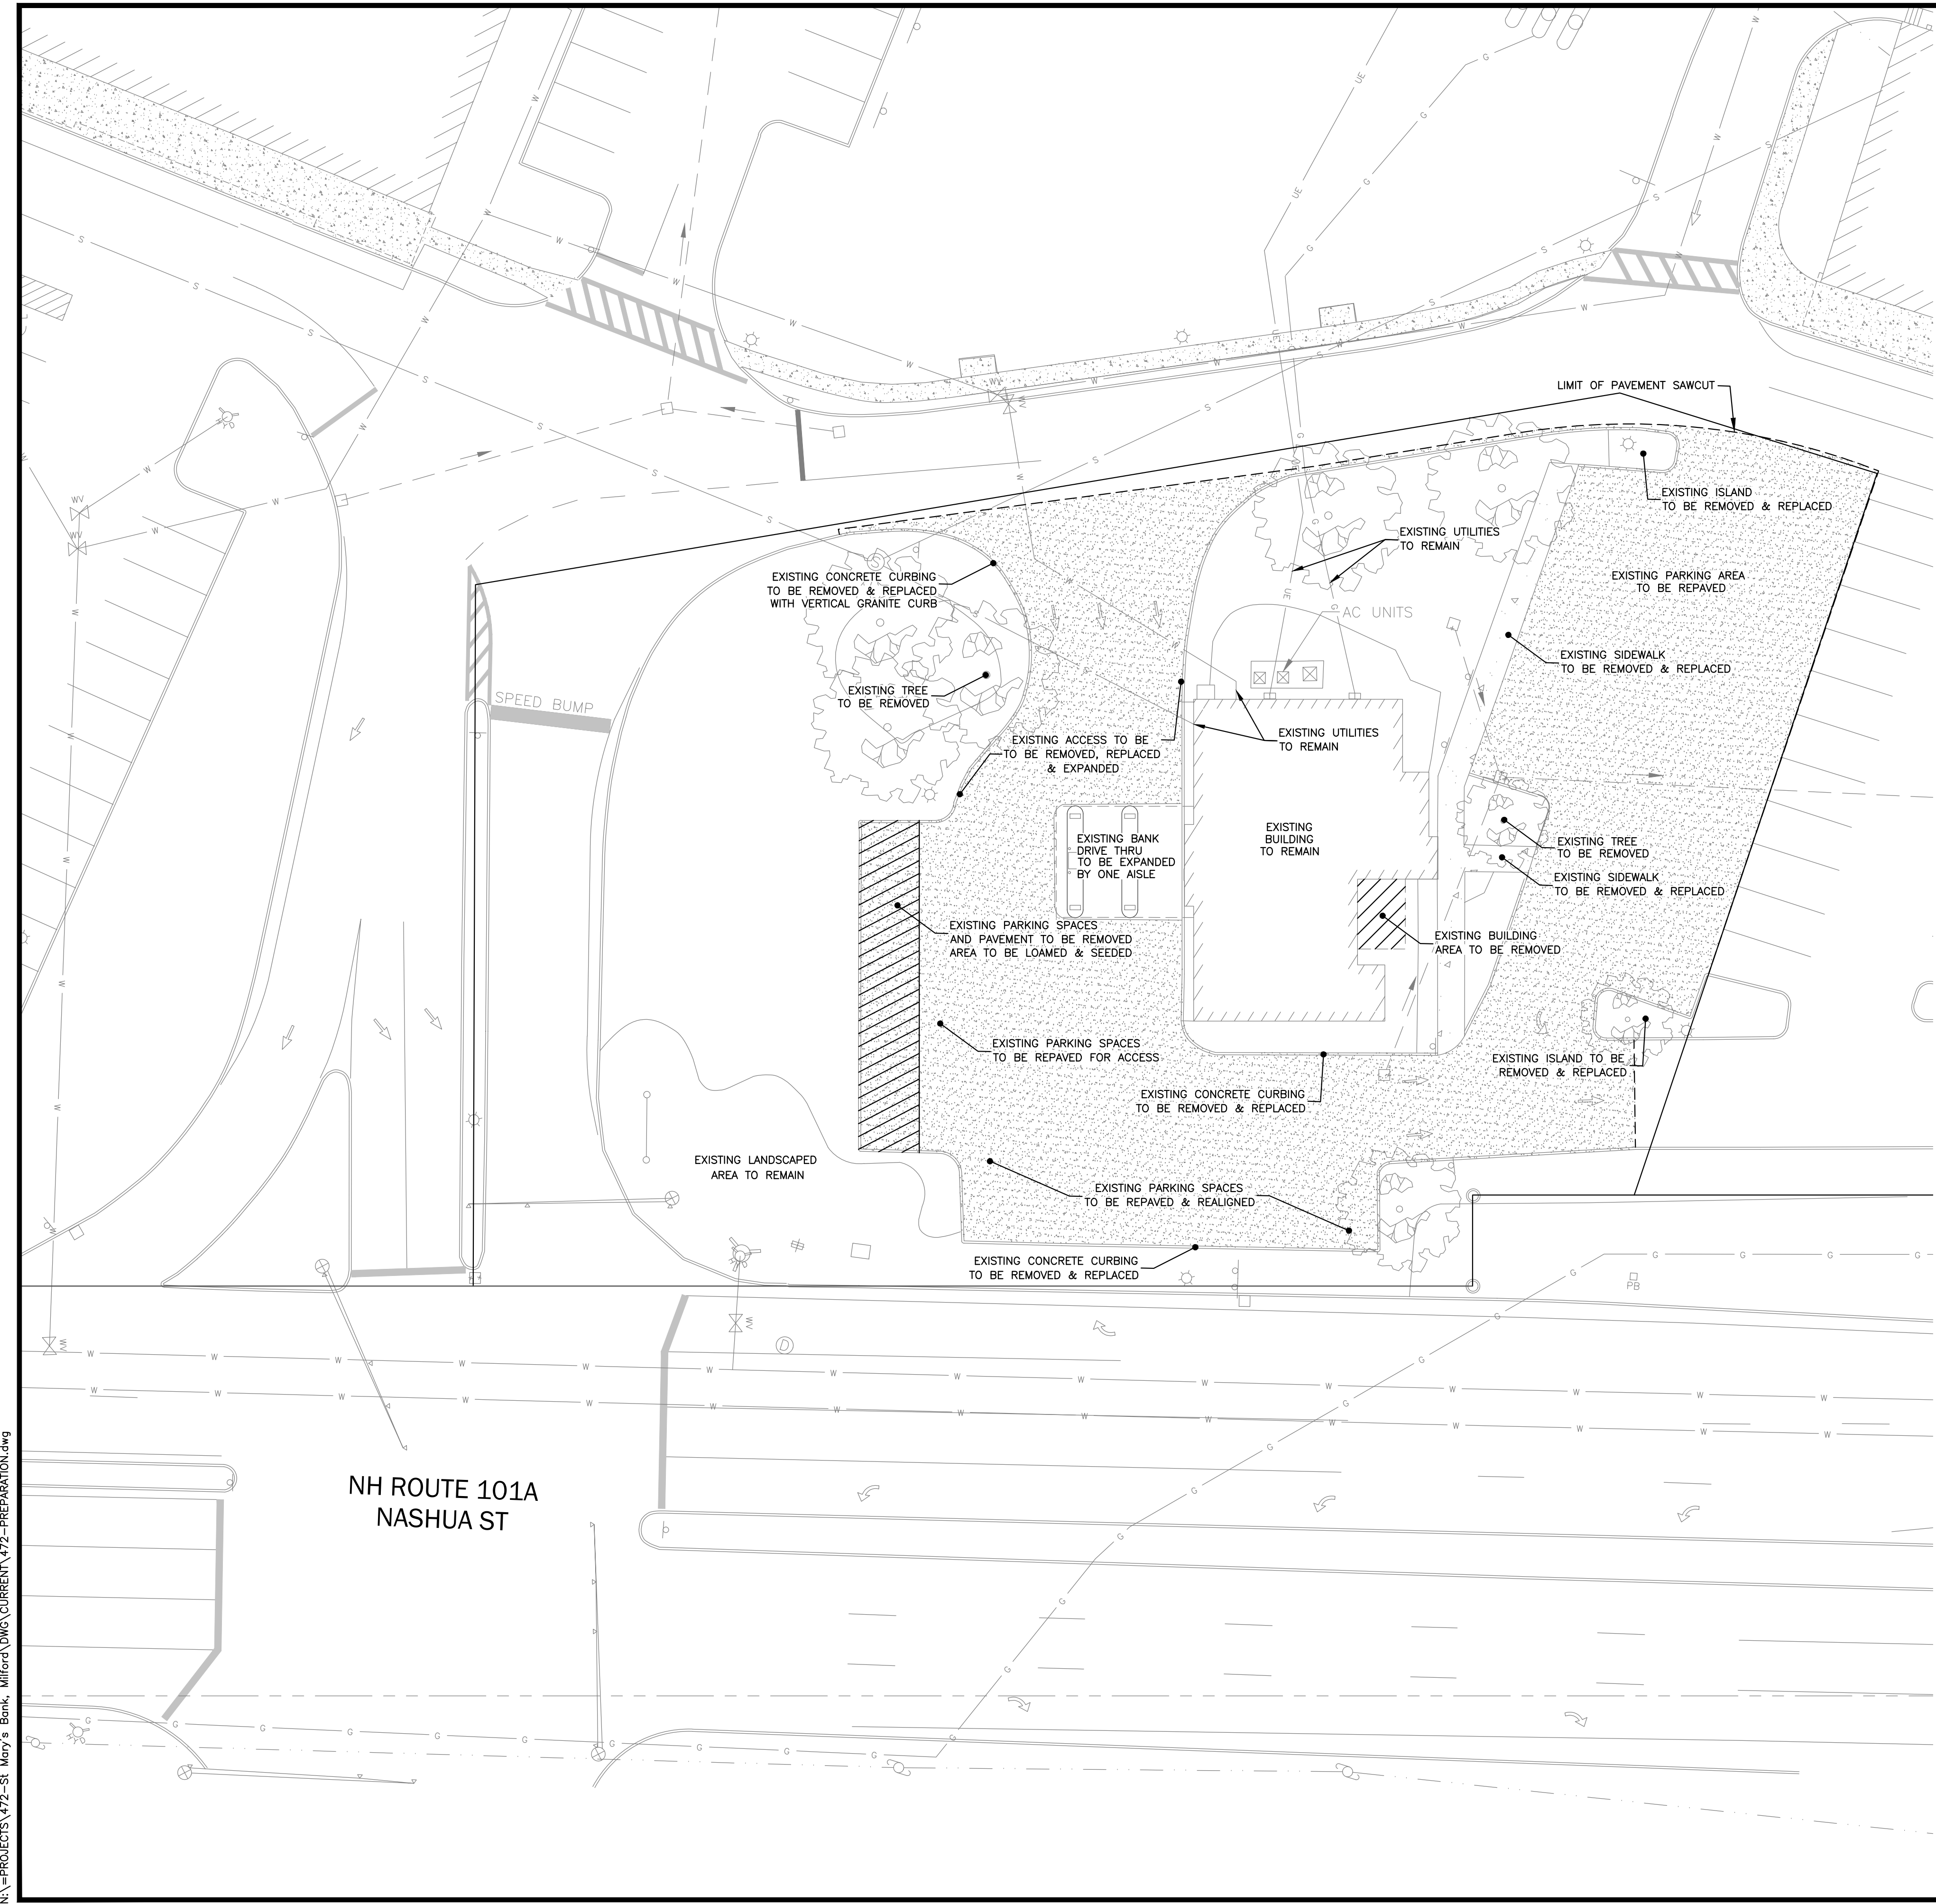 LIMIT OF PAVEMENT SAWCUT
EXISTING ISLAND
TO BE REMOVED & REPLACED
EXISTING UTILITIES
TO REMAIN
EXISTING CONCRETE CURBING
TO BE REMOVED & REPLACED
WITH VERTICAL GRANITE CURB
EXISTING PARKING AREA
TO BE REPAVED
AC UNITS
EXISTING SIDEWALK
TO BE REMOVED & REPLACED
EXISTING TREE
TO BE REMOVED
SPEED BUMP
EXISTING ACCESS TO BE
TO BE REMOVED, REPLACED
& EXPANDED
EXISTING UTILITIES
TO REMAIN
EXISTING BANK
DRIVE THRU
TO BE EXPANDED
BY ONE AISLE
EXISTING
BUILDING
TO REMAIN
EXISTING TREE
TO BE REMOVED
EXISTING SIDEWALK
TO BE REMOVED & REPLACED
EXISTING PARKING SPACES
AND PAVEMENT TO BE REMOVED
AREA TO BE LOAMED & SEEDED
EXISTING BUILDING
AREA TO BE REMOVED
EXISTING PARKING SPACES
TO BE REPAVED FOR ACCESS
EXISTING ISLAND TO BE
REMOVED & REPLACED
EXISTING CONCRETE CURBING
TO BE REMOVED & REPLACED
EXISTING LANDSCAPED
AREA TO REMAIN
EXISTING PARKING SPACES
TO BE REPAVED & REALIGNED
EXISTING CONCRETE CURBING
TO BE REMOVED & REPLACED
PB
D
NH ROUTE 101A
NASHUA ST
N:\=PROJECTS\472-St Mary's Bank, Milford\DWG\CURRENT\472-PREPARATION.dwg